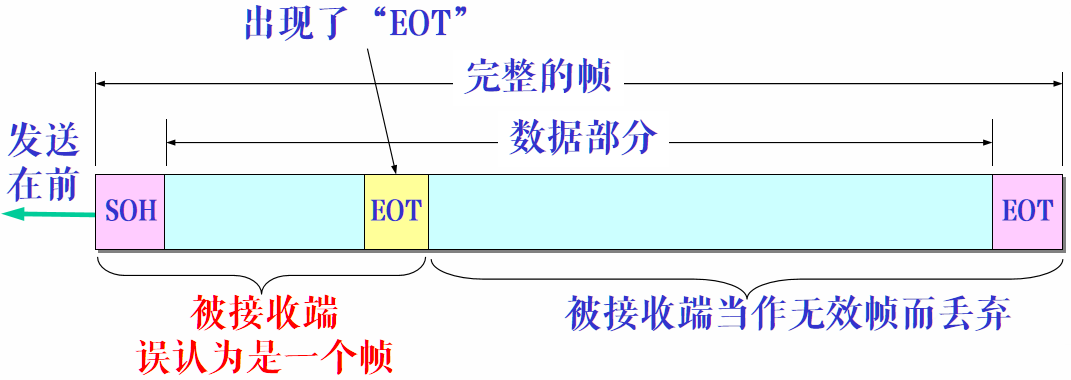 出现了“EOT”
完整的帧
数据部分
发送
在前
SOH
EOT
EOT
被接收端
误认为是一个帧
被接收端当作无效帧而丢弃